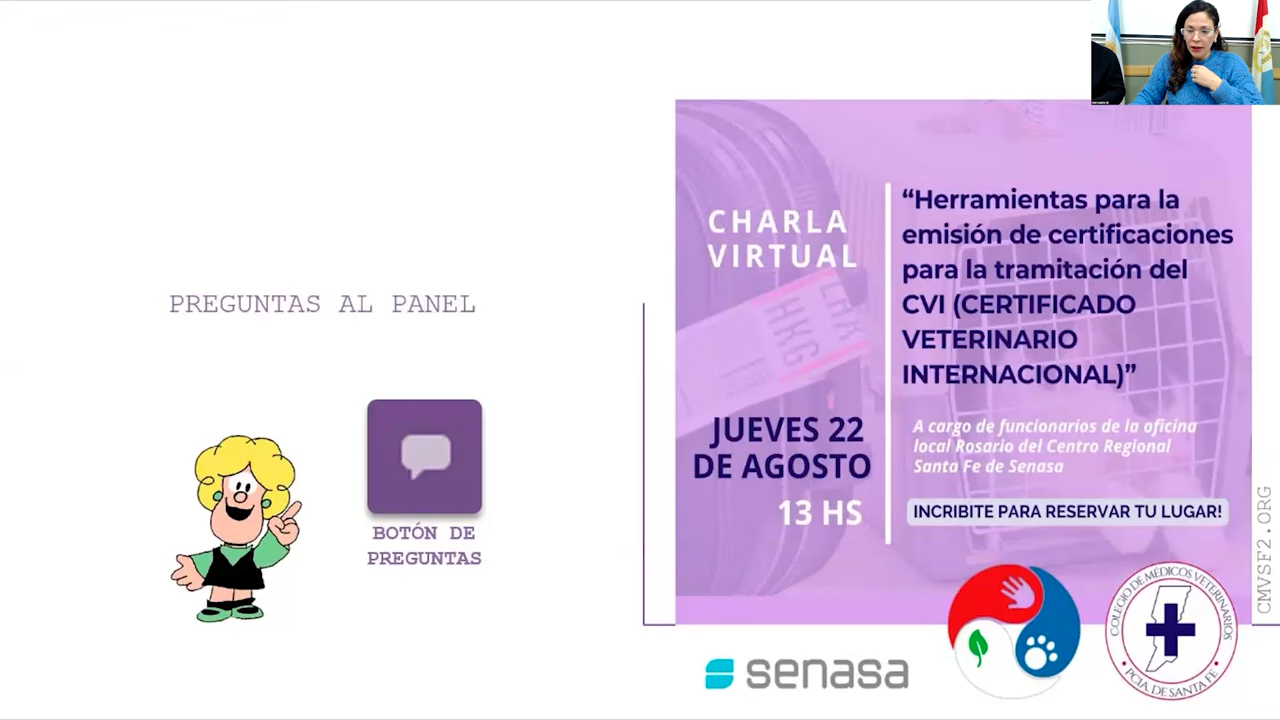 PREGUNTAS AL PANEL
BOTÓN DE
PREGUNTAS
CHARLA
VIRTUAL
JUEVES 22
DE AGOSTO
13 HS
“Herramientas para la
emisión de certificaciones
para la tramitación del
CVI (CERTIFICADO
VETERINARIO
INTERNACIONAL)”
A cargo de funcionarios de la oficina
local Rosario del Centro Regional
Santa Fe de Senasa
INCRIBITE PARA RESERVAR TU LUGAR!
HKG
senasa
COLEGIO DE MÉDICOS VETERINARIOS
PCIA DE SANTA FE
CMVSF2.ORG